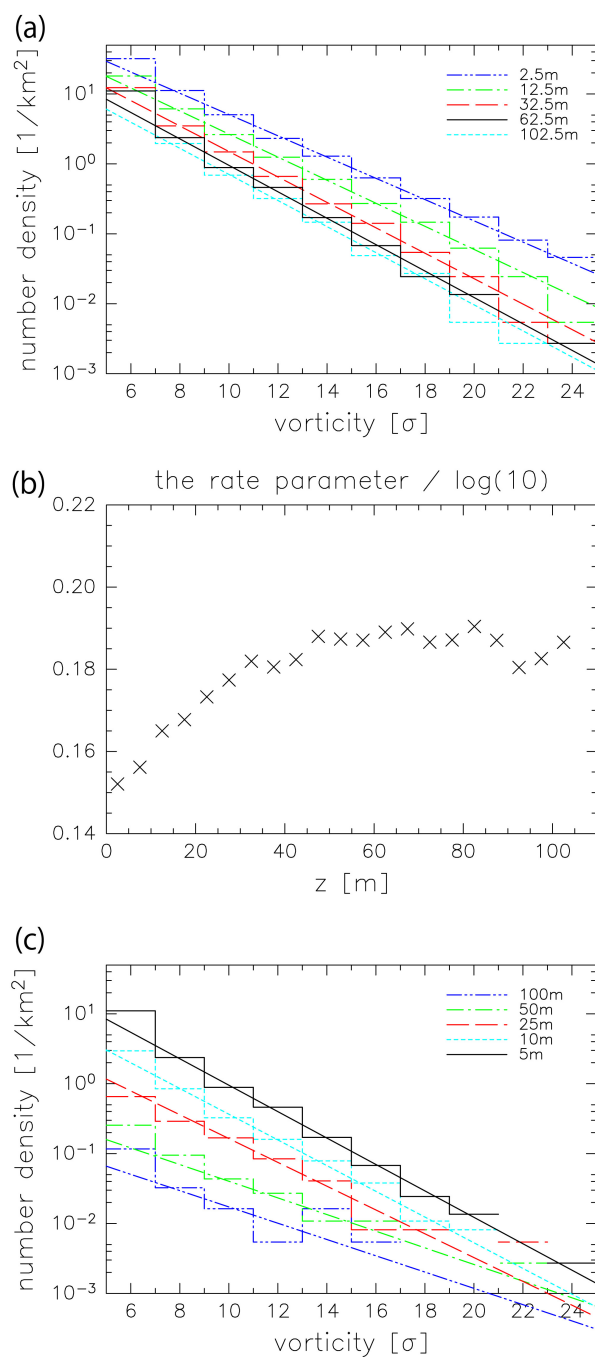 (a)
number density [1/km²]
10¹
10⁰
10⁻¹
10⁻²
10⁻³
2.5m
12.5m
32.5m
62.5m
102.5m
6 8 10 12 14 16 18 20 22 24
vorticity [σ]
(b)
the rate parameter / log(10)
0.22
0.20
0.18
0.16
0.14
0 20 40 60 80 100
z [m]
(c)
number density [1/km²]
10¹
10⁰
10⁻¹
10⁻²
10⁻³
100m
50m
25m
10m
5m
6 8 10 12 14 16 18 20 22 24
vorticity [σ]